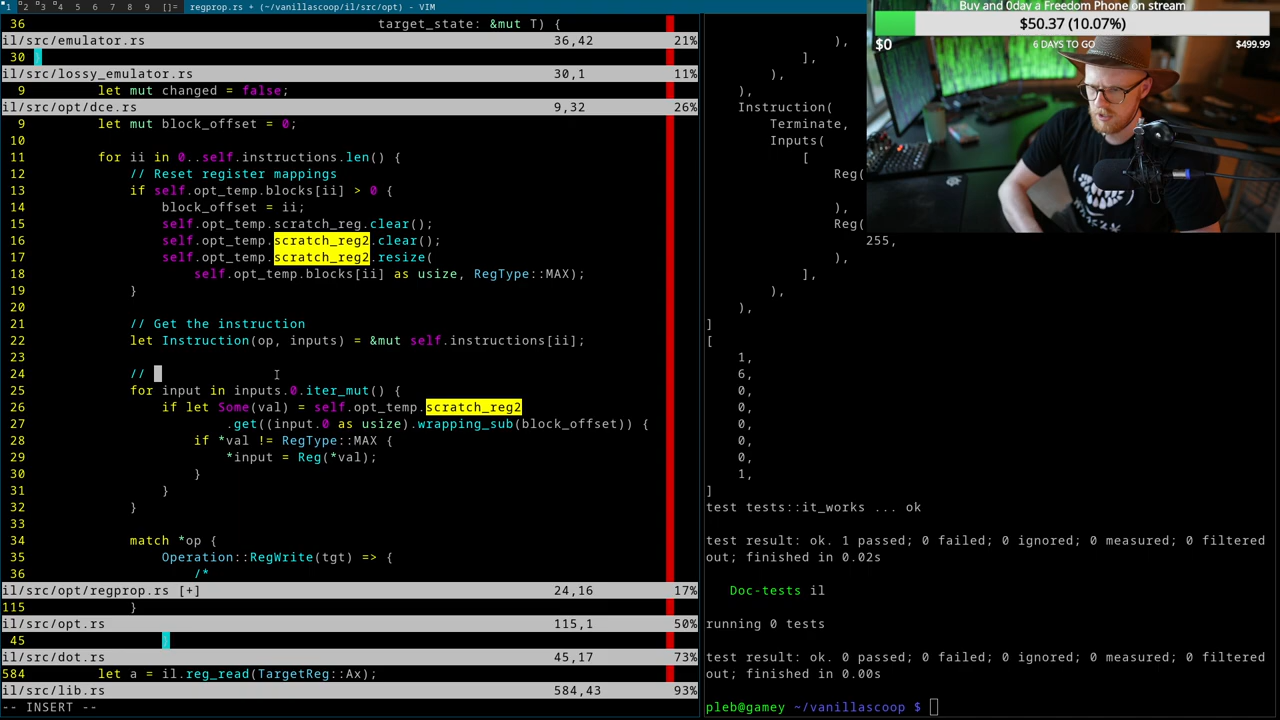 1 2 3 4 5 6 7 8 9 []= regprop.rs + (~/vanillascoop/il/src/opt) - VIM
36 target_state: &mut T) {
il/src/emulator.rs 36,42 21%
30 }
il/src/lossy_emulator.rs 30,1 11%
9 let mut changed = false;
il/src/opt/dce.rs 9,32 26%
9 let mut block_offset = 0;
10
11 for ii in 0..self.instructions.len() {
12 // Reset register mappings
13 if self.opt_temp.blocks[ii] > 0 {
14 block_offset = ii;
15 self.opt_temp.scratch_reg.clear();
16 self.opt_temp.scratch_reg2.clear();
17 self.opt_temp.scratch_reg2.resize(
18 self.opt_temp.blocks[ii] as usize, RegType::MAX);
19 }
20
21 // Get the instruction
22 let Instruction(op, inputs) = &mut self.instructions[ii];
23
24 //
25 for input in inputs.0.iter_mut() {
26 if let Some(val) = self.opt_temp.scratch_reg2
27 .get((input.0 as usize).wrapping_sub(block_offset)) {
28 if *val != RegType::MAX {
29 *input = Reg(*val);
30 }
31 }
32 }
33
34 match *op {
35 Operation::RegWrite(tgt) => {
36 /*
il/src/opt/regprop.rs [+] 24,16 17%
115 }
il/src/opt.rs 115,1 50%
45 }
il/src/dot.rs 45,17 73%
584 let a = il.reg_read(TargetReg::Ax);
il/src/lib.rs 584,43 93%
-- INSERT --
),
],
),
),
Instruction(
Terminate,
Inputs(
[
Reg(
),
Reg(
255,
),
],
),
),
]
[
1,
6,
0,
0,
0,
0,
0,
1,
]
test tests::it_works ... ok
test result: ok. 1 passed; 0 failed; 0 ignored; 0 measured; 0 filtered
out; finished in 0.02s
Doc-tests il
running 0 tests
test result: ok. 0 passed; 0 failed; 0 ignored; 0 measured; 0 filtered
out; finished in 0.00s
pleb@gamey ~/vanillascoop $
Buy and 0day a Freedom Phone on stream
$50.37 (10.07%)
$0 6 DAYS TO GO $499.99